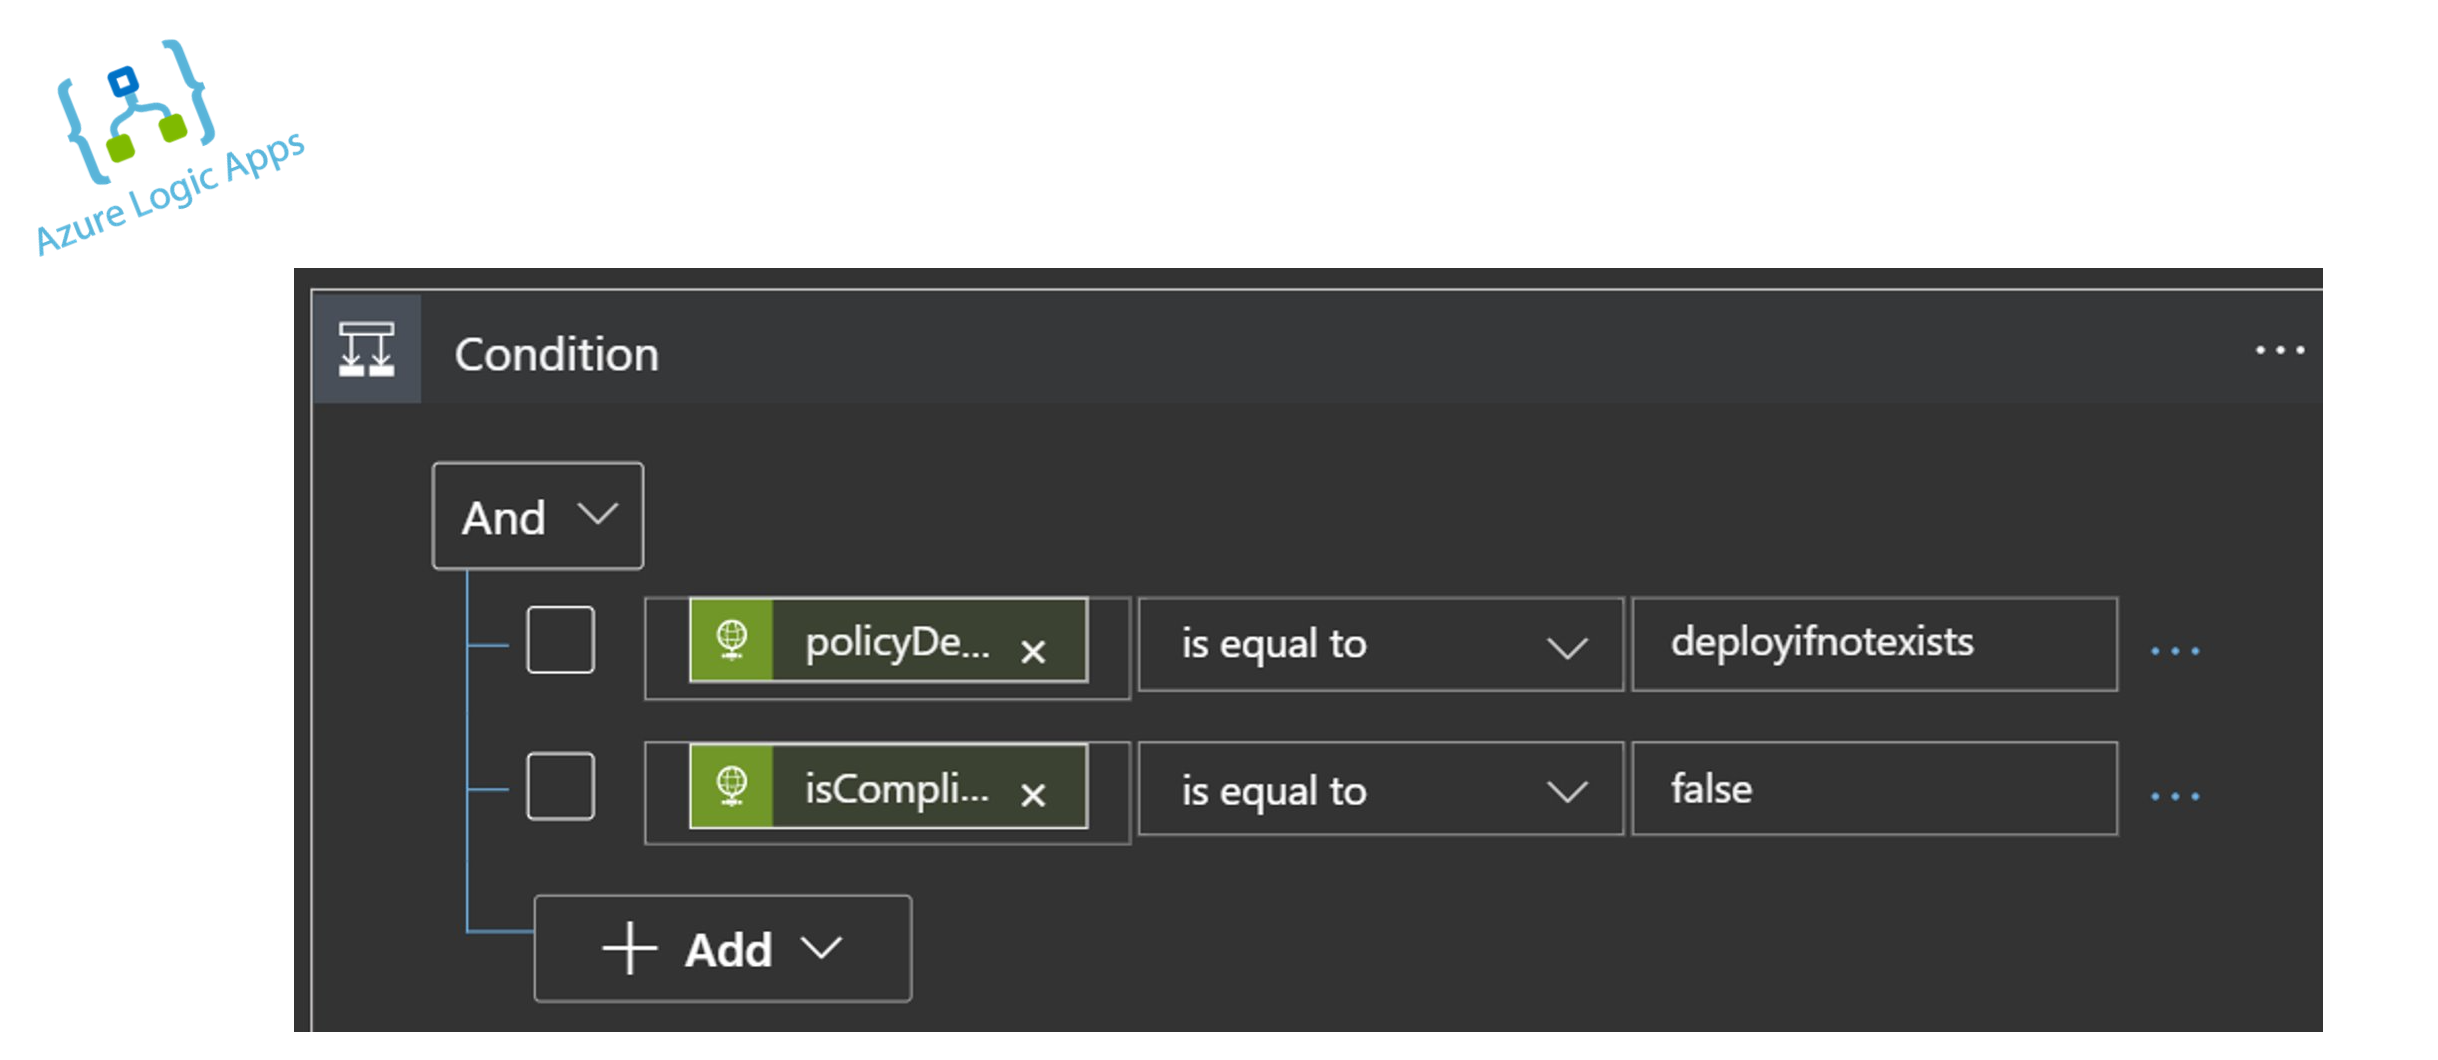 Azure Logic Apps
Condition
And
policyDe... is equal to deployifnotexists
isCompli... is equal to false
Add